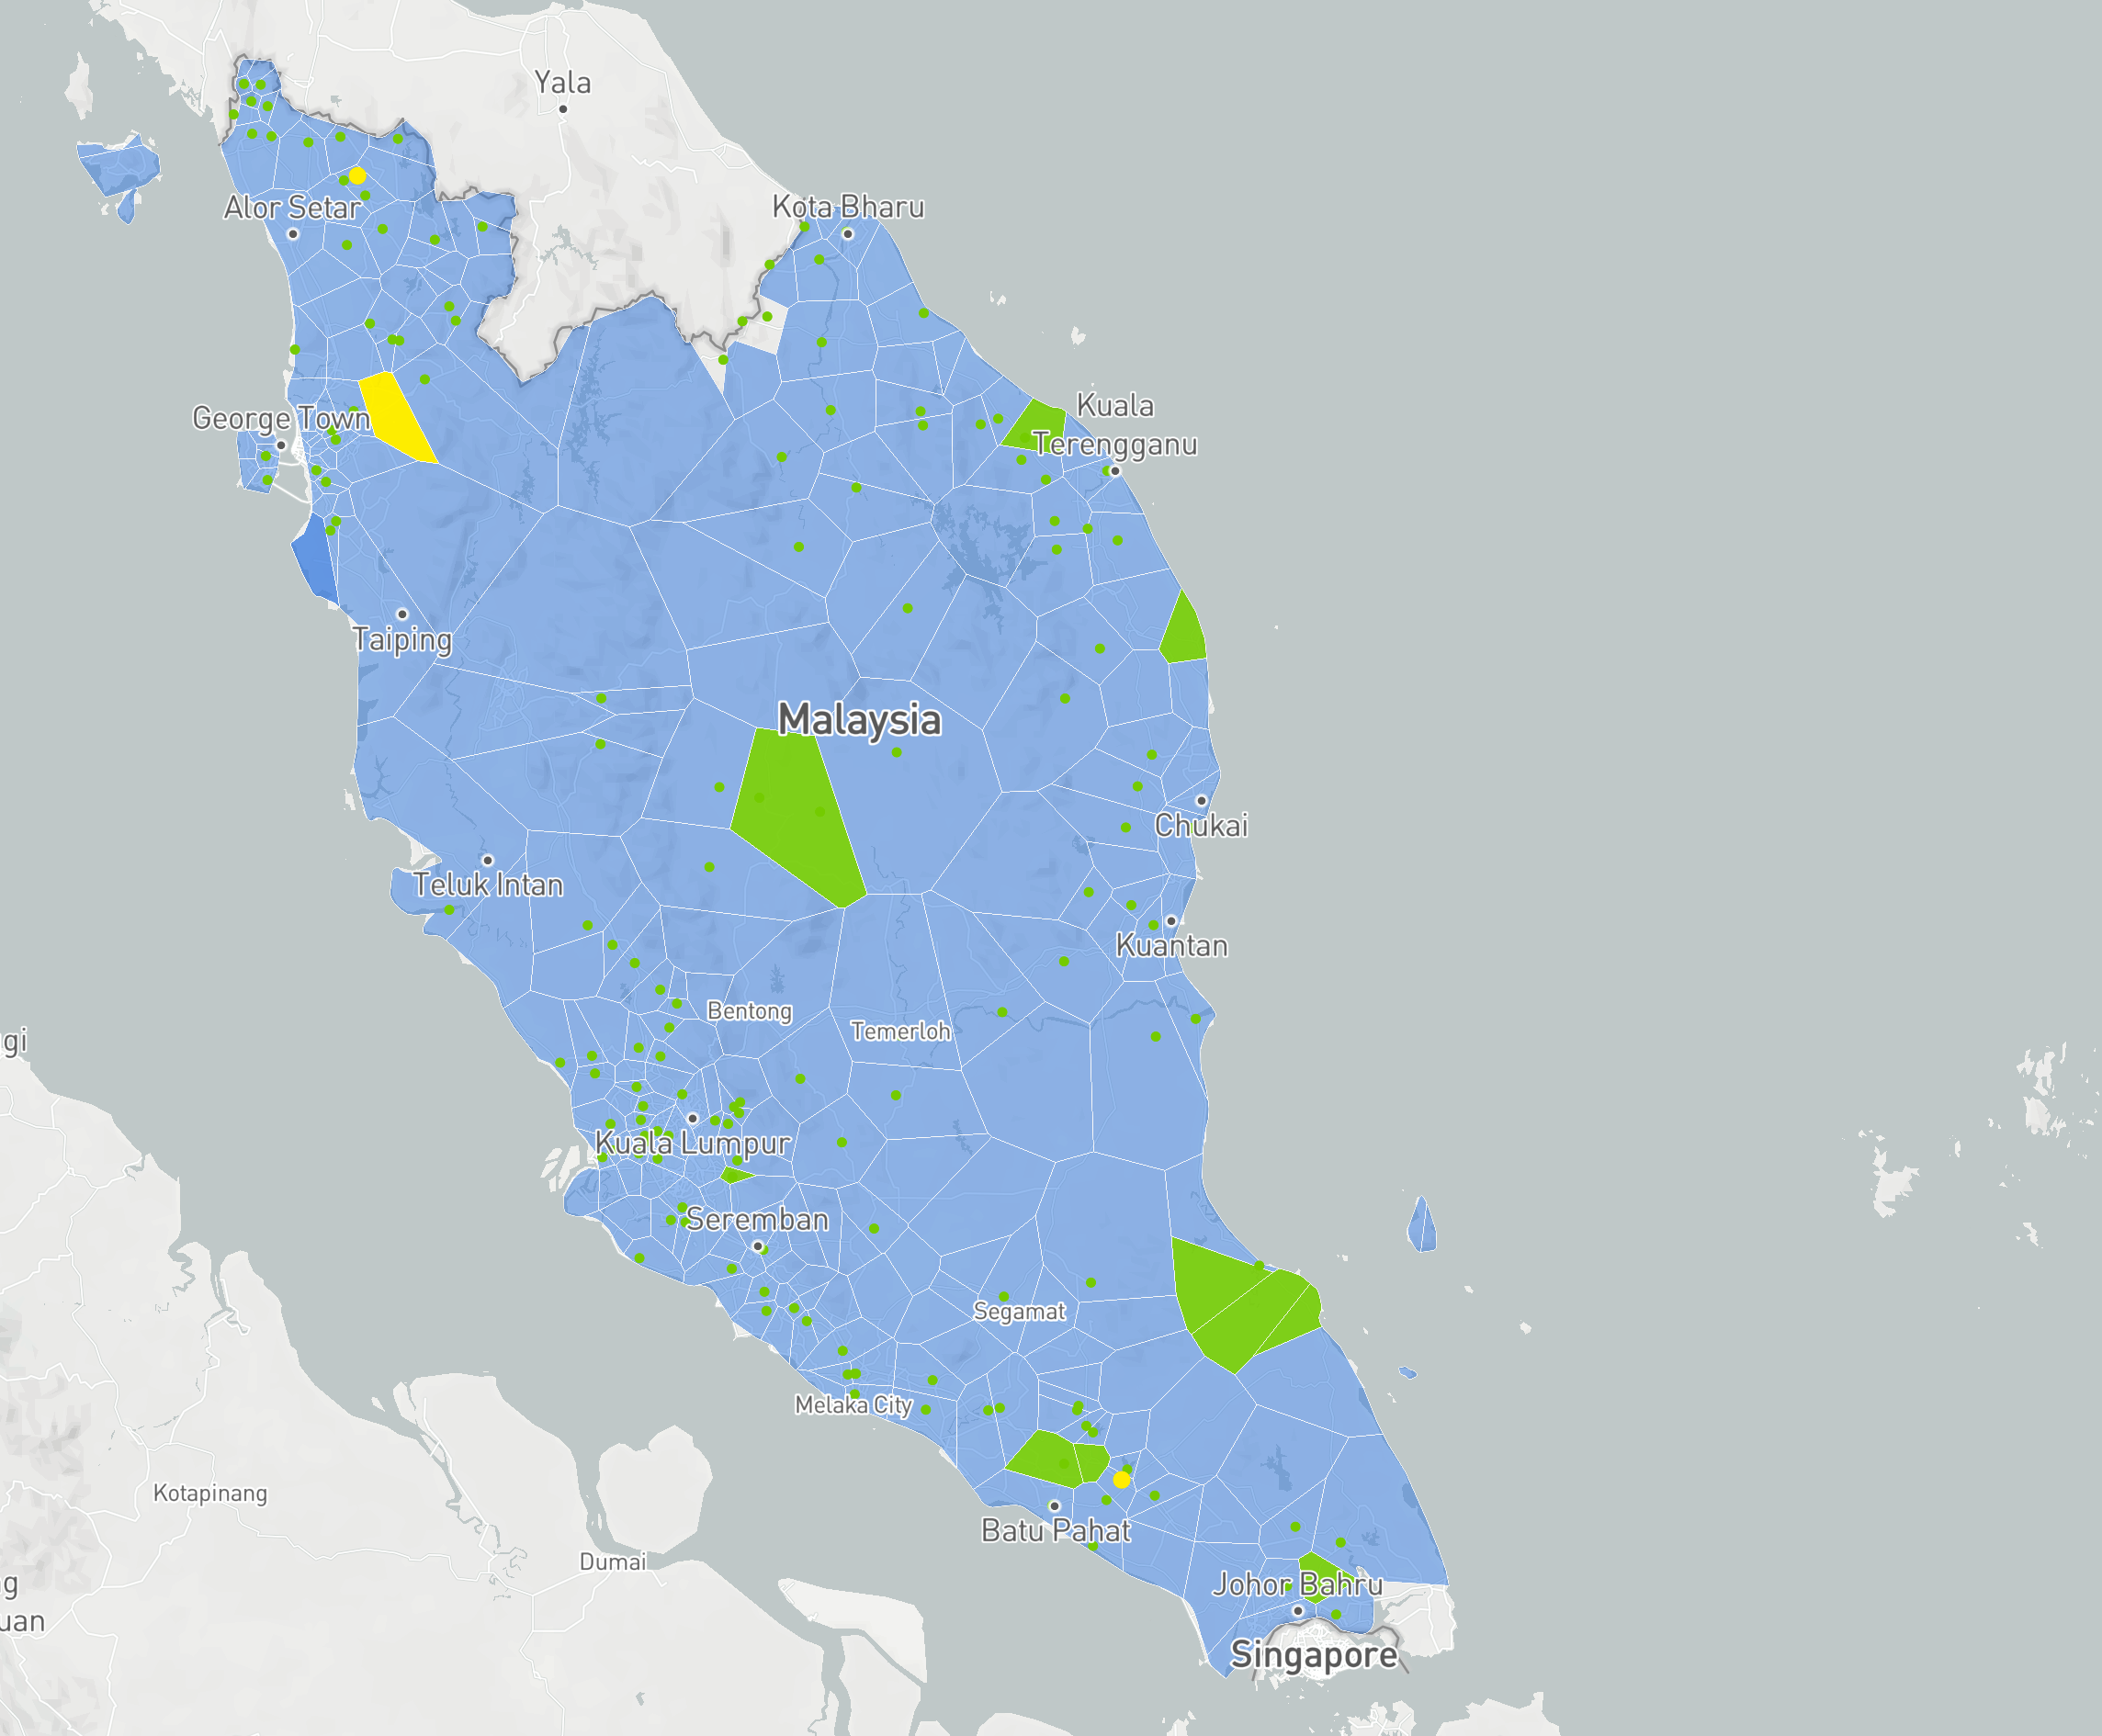 Yala
Alor Setar
Kota Bharu
George Town
Kuala
Terengganu
Taiping
Malaysia
Chukai
Teluk Intan
Kuantan
Bentong
Temerloh
gi
Kuala Lumpur
Seremban
Segamat
Melaka City
Kotapinang
Batu Pahat
Dumai
Johor Bahru
g
uan
Singapore